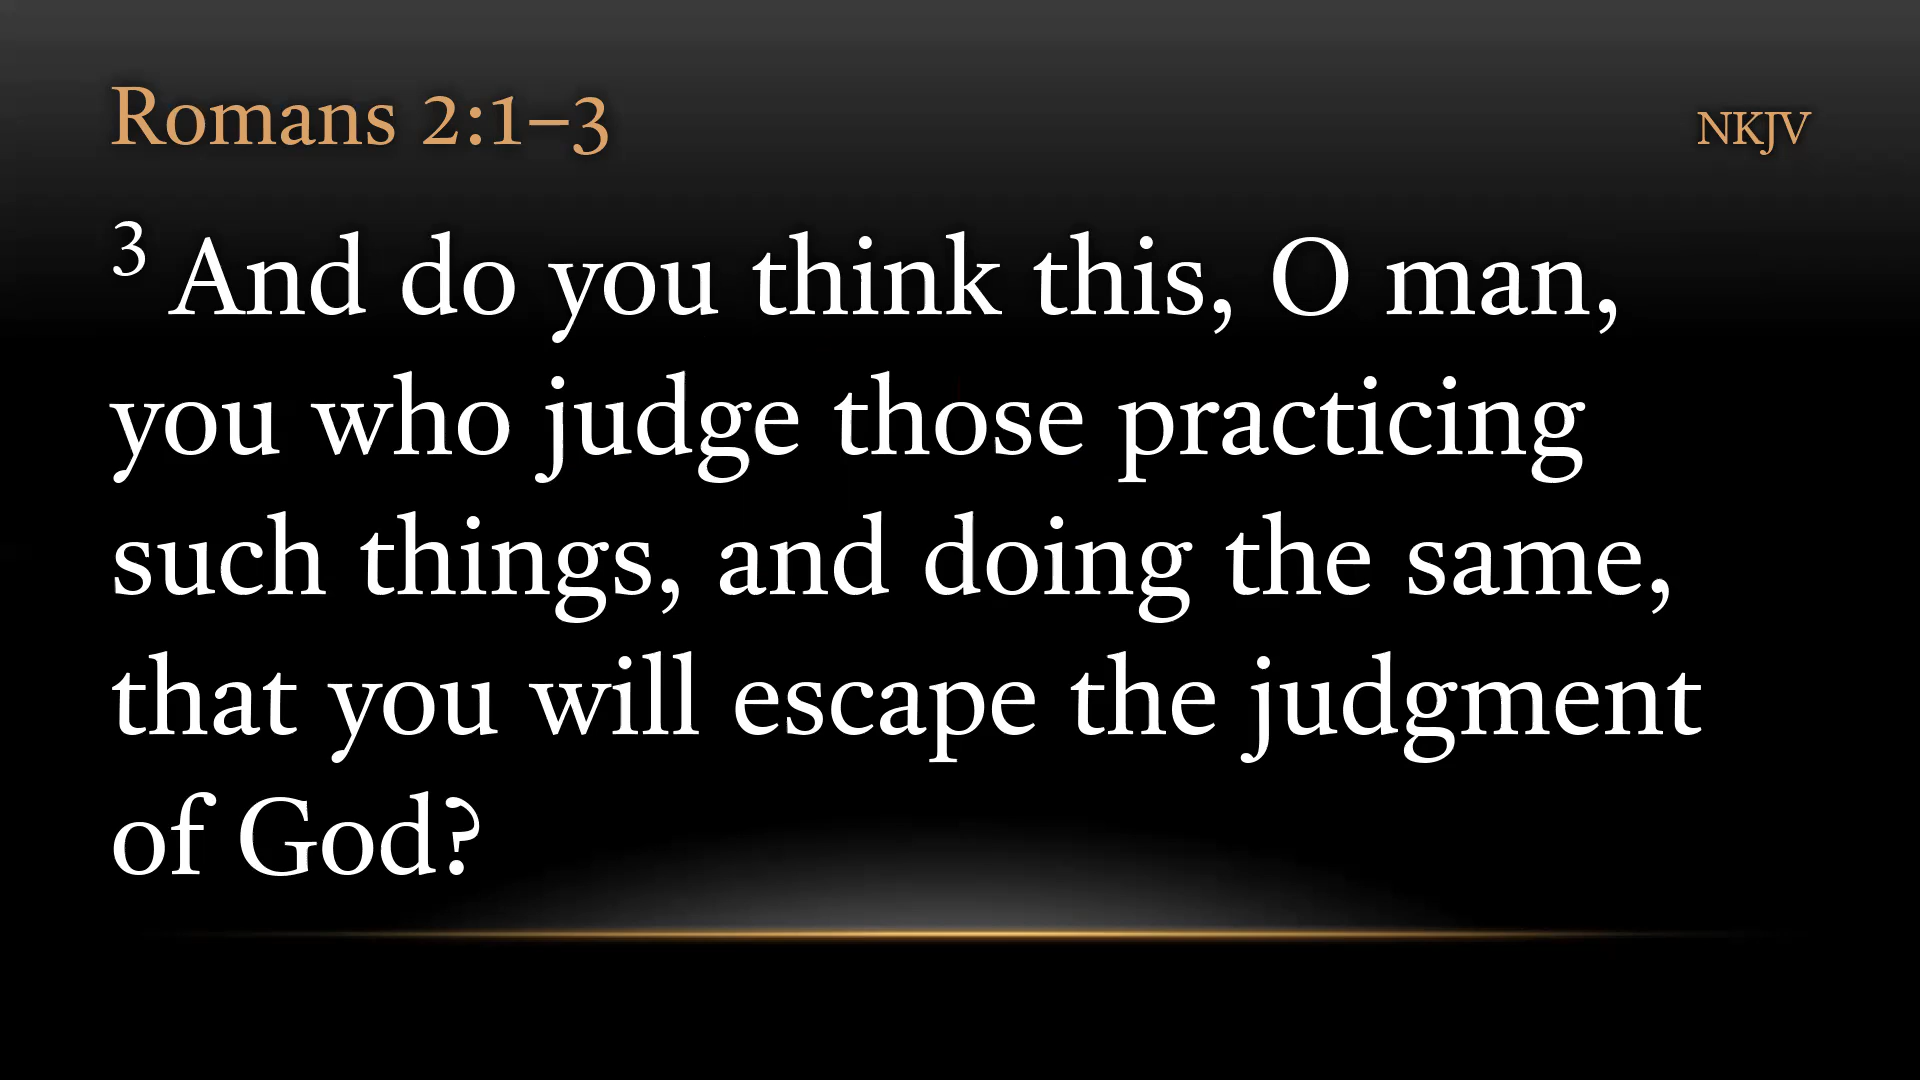 Romans 2:1–3
NKJV
3 And do you think this, O man,
you who judge those practicing
such things, and doing the same,
that you will escape the judgment
of God?